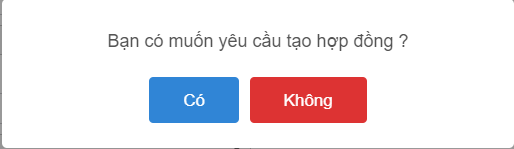 Bạn có muốn yêu cầu tạo hợp đồng ?
Có Không